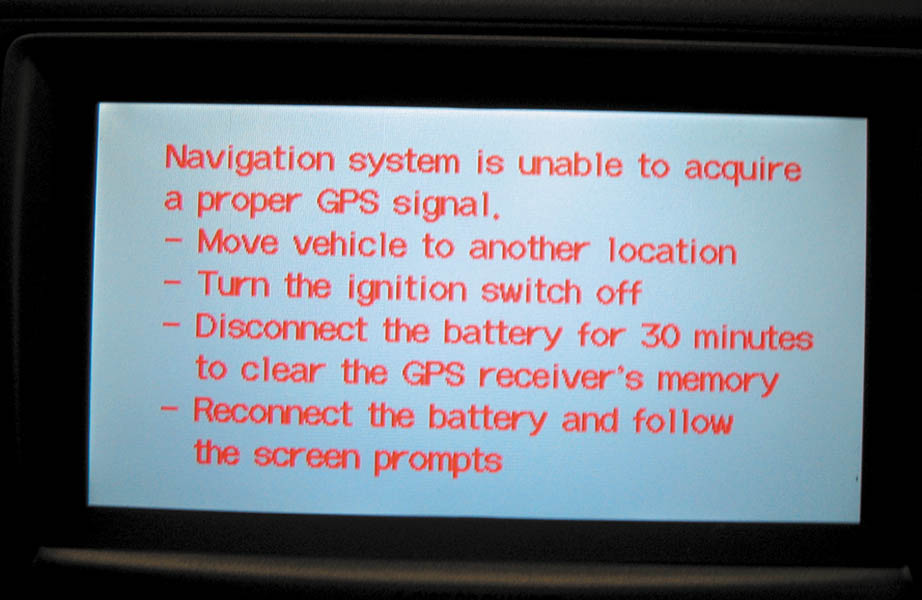 Navigation system is unable to acquire
a proper GPS signal.
- Move vehicle to another location
- Turn the ignition switch off
- Disconnect the battery for 30 minutes
to clear the GPS receiver's memory
- Reconnect the battery and follow
the screen prompts